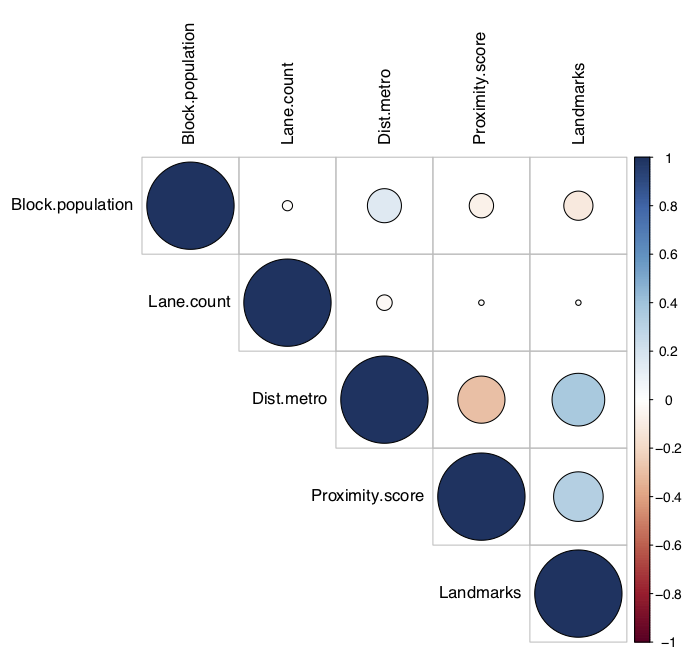 Block.population
Lane.count
Dist.metro
Proximity.score
Landmarks
Block.population
Lane.count
Dist.metro
Proximity.score
Landmarks
1
0.8
0.6
0.4
0.2
0
−0.2
−0.4
−0.6
−0.8
−1